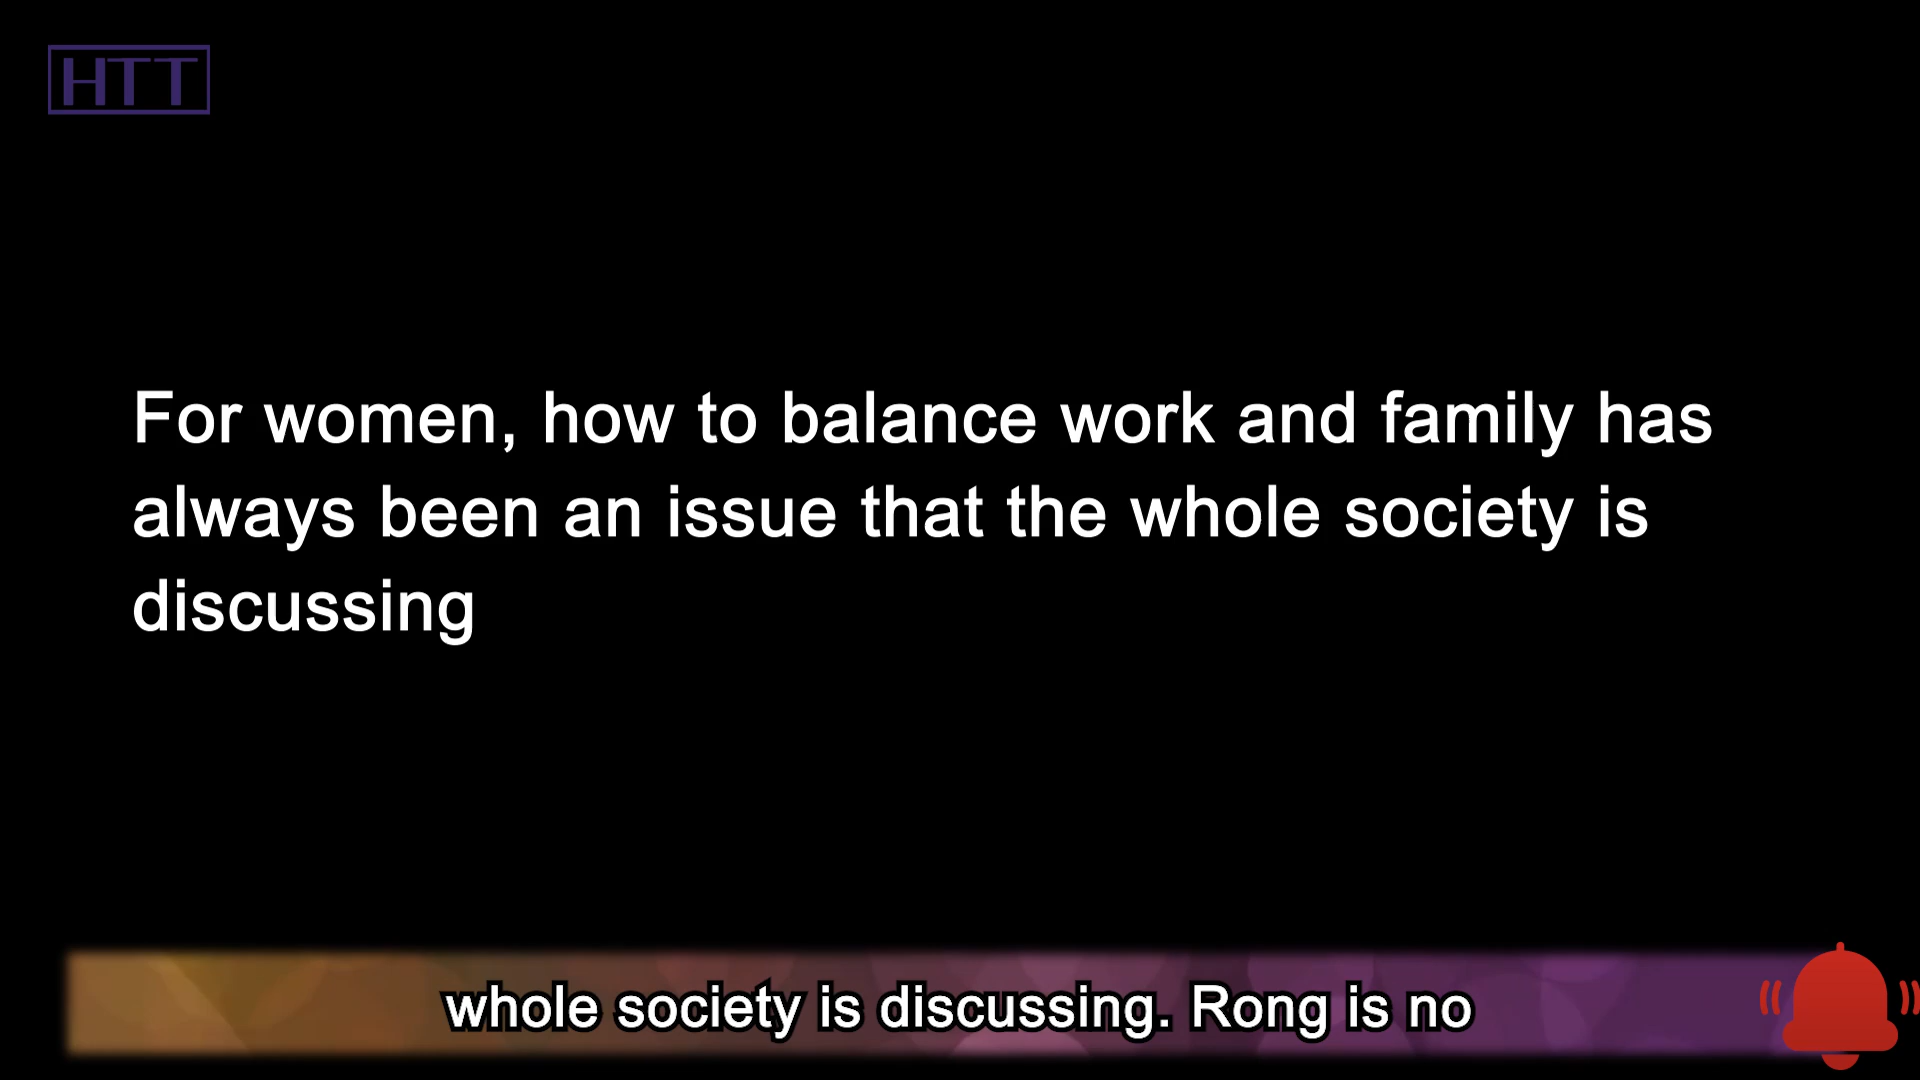 HTT
For women, how to balance work and family has
always been an issue that the whole society is
discussing
whole society is discussing. Rong is no